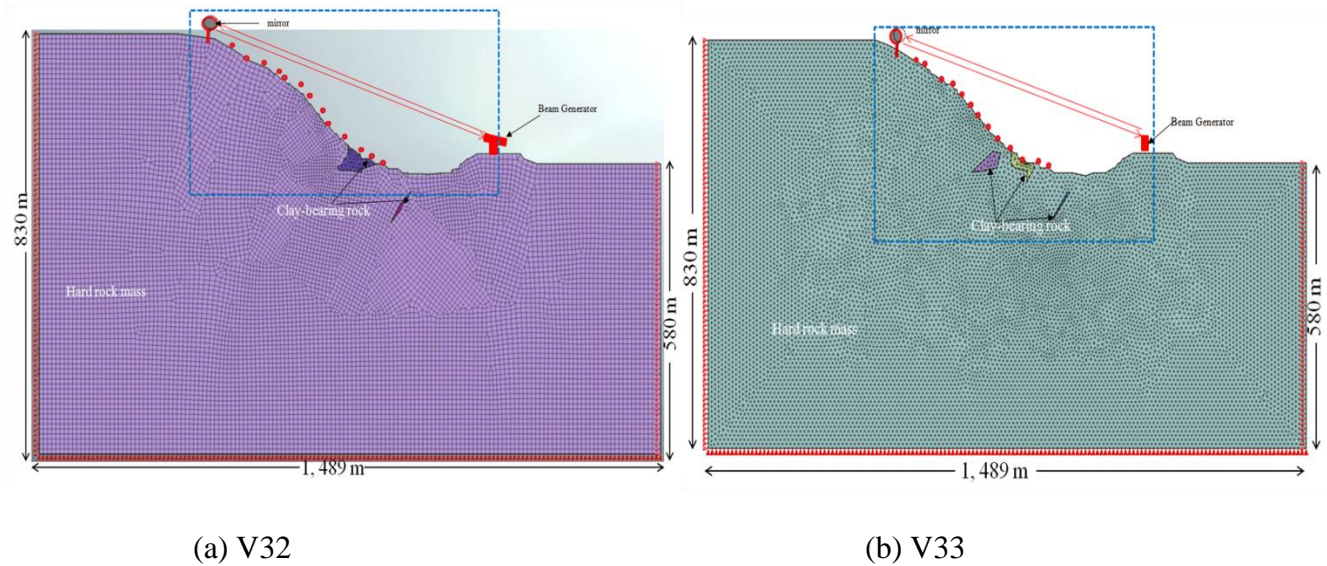 mirror
Beam Generator
Clay-bearing rock
830 m
580 m
Hard rock mass
1, 489 m
(a) V32
mirror
Beam Generator
Clay-bearing rock
830 m
580 m
Hard rock mass
1, 489 m
(b) V33